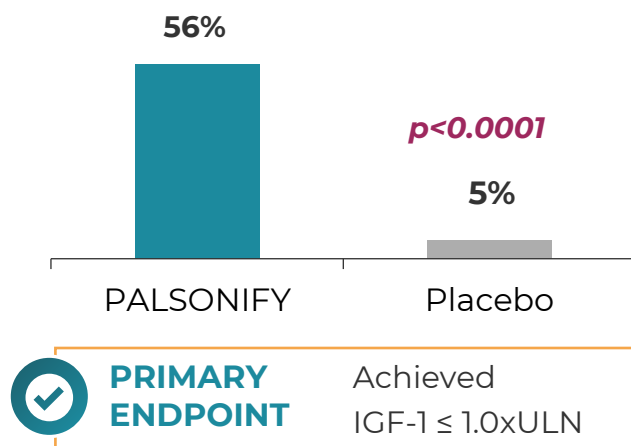 56%
p<0.0001
5%
PALSONIFY
Placebo
PRIMARY
ENDPOINT
Achieved
IGF-1 ≤ 1.0xULN